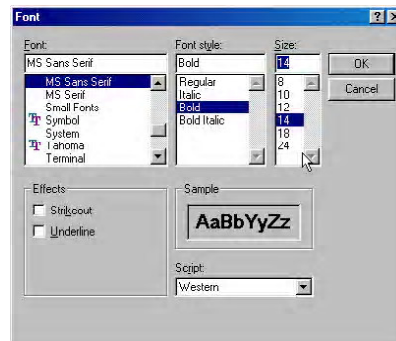 Font
Font: Font style: Size:
MS Sans Serif Bold 14 OK
MS Sans Serif Regular 8 Cancel
MS Serif Italic 10
Small Fonts Bold 12
Symbol Bold Italic 14
System 18
Tahoma 24
Terminal
Effects Sample
Strikeout AaBbYyZz
Underline
Script:
Western